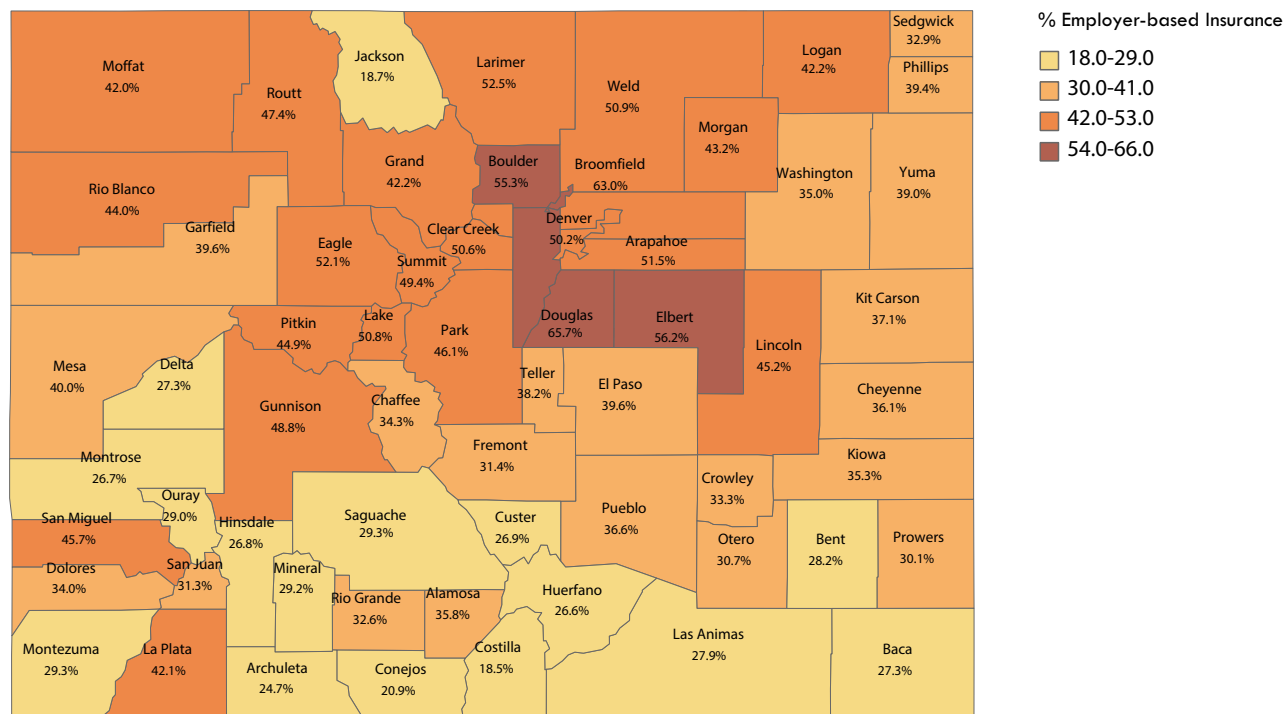 % Employer-based Insurance
18.0-29.0
30.0-41.0
42.0-53.0
54.0-66.0
Sedgwick
32.9%
Jackson
18.7%
Logan
42.2%
Moffat
42.0%
Larimer
52.5%
Phillips
39.4%
Routt
47.4%
Weld
50.9%
Morgan
43.2%
Grand
42.2%
Boulder
55.3%
Broomfield
63.0%
Washington
35.0%
Yuma
39.0%
Rio Blanco
44.0%
Garfield
39.6%
Eagle
52.1%
Clear Creek
50.6%
Denver
50.2%
Arapahoe
51.5%
Summit
49.4%
Kit Carson
37.1%
Pitkin
44.9%
Lake
50.8%
Park
46.1%
Douglas
65.7%
Elbert
56.2%
Lincoln
45.2%
Mesa
40.0%
Delta
27.3%
Teller
38.2%
El Paso
39.6%
Cheyenne
36.1%
Gunnison
48.8%
Chaffee
34.3%
Fremont
31.4%
Kiowa
35.3%
Montrose
26.7%
Crowley
33.3%
Ouray
29.0%
San Miguel
45.7%
Hinsdale
26.8%
Saguache
29.3%
Custer
26.9%
Pueblo
36.6%
Otero
30.7%
Bent
28.2%
Prowers
30.1%
Dolores
34.0%
San Juan
31.3%
Mineral
29.2%
Rio Grande
32.6%
Alamosa
35.8%
Huerfano
26.6%
Montezuma
29.3%
La Plata
42.1%
Archuleta
24.7%
Conejos
20.9%
Costilla
18.5%
Las Animas
27.9%
Baca
27.3%